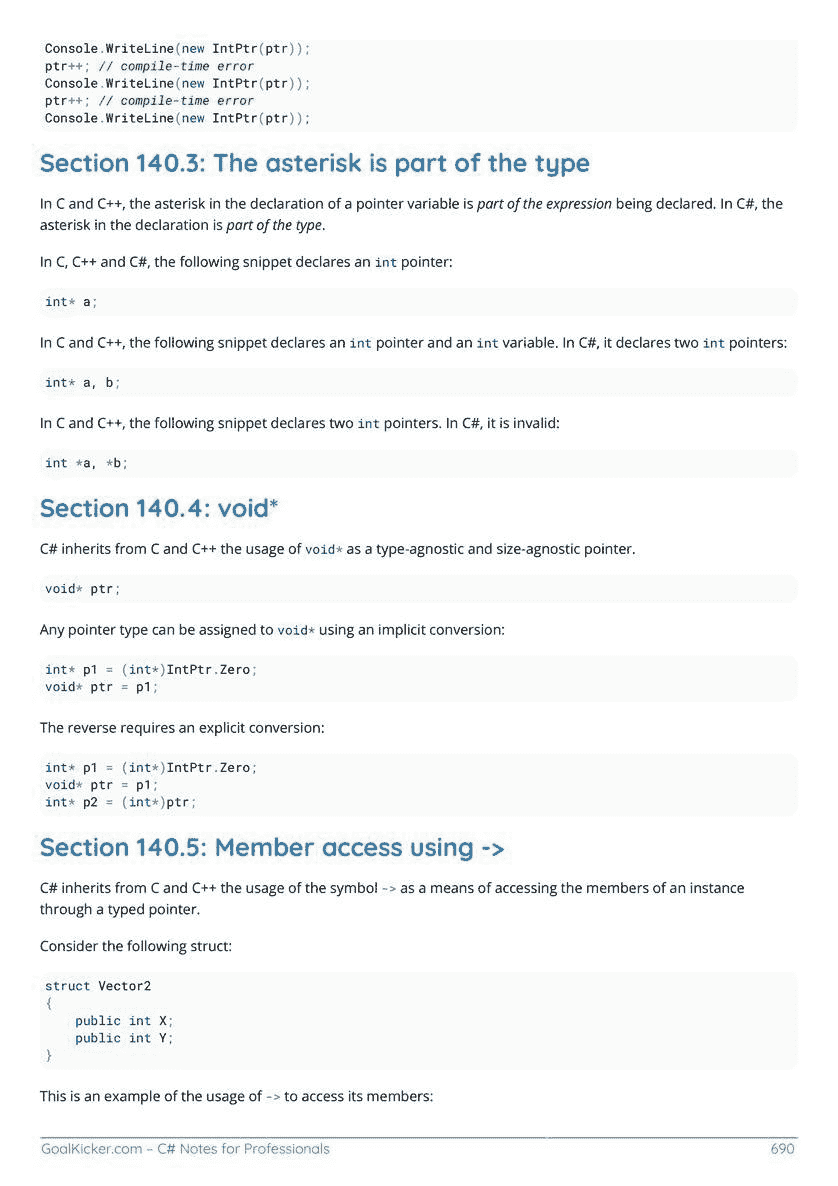 Console.WriteLine(new IntPtr(ptr));
ptr++; // compile-time error
Console.WriteLine(new IntPtr(ptr));
ptr++; // compile-time error
Console.WriteLine(new IntPtr(ptr));
Section 140.3: The asterisk is part of the type
In C and C++, the asterisk in the declaration of a pointer variable is part of the expression being declared. In C#, the
asterisk in the declaration is part of the type.
In C, C++ and C#, the following snippet declares an int pointer:
int* a;
In C and C++, the following snippet declares an int pointer and an int variable. In C#, it declares two int pointers:
int* a, b;
In C and C++, the following snippet declares two int pointers. In C#, it is invalid:
int *a, *b;
Section 140.4: void*
C# inherits from C and C++ the usage of void* as a type-agnostic and size-agnostic pointer.
void* ptr;
Any pointer type can be assigned to void* using an implicit conversion:
int* p1 = (int*)IntPtr.Zero;
void* ptr = p1;
The reverse requires an explicit conversion:
int* p1 = (int*)IntPtr.Zero;
void* ptr = p1;
int* p2 = (int*)ptr;
Section 140.5: Member access using ->
C# inherits from C and C++ the usage of the symbol -> as a means of accessing the members of an instance
through a typed pointer.
Consider the following struct:
struct Vector2
{
    public int X;
    public int Y;
}
This is an example of the usage of -> to access its members:
GoalKicker.com – C# Notes for Professionals 690